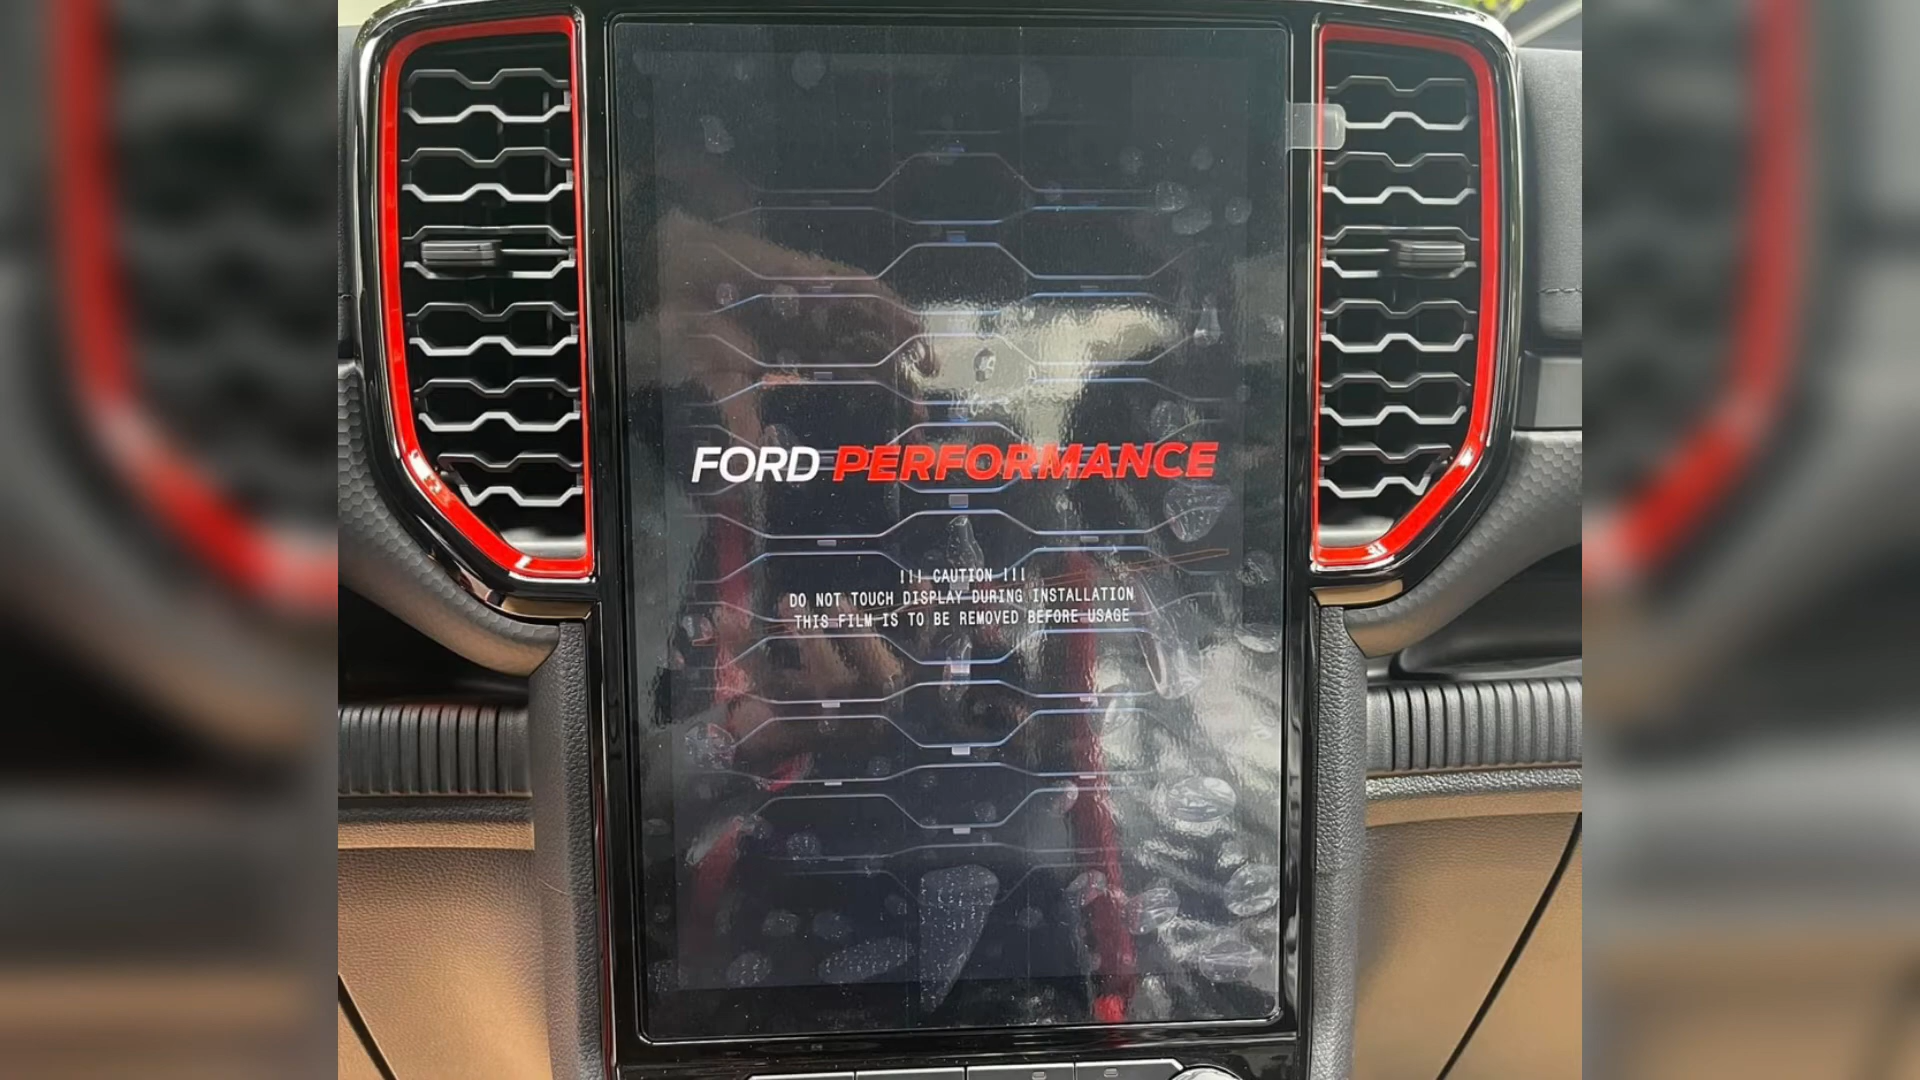 FORD PERFORMANCE
!!! CAUTION !!!
DO NOT TOUCH DISPLAY DURING INSTALLATION
THIS FILM IS TO BE REMOVED BEFORE USAGE